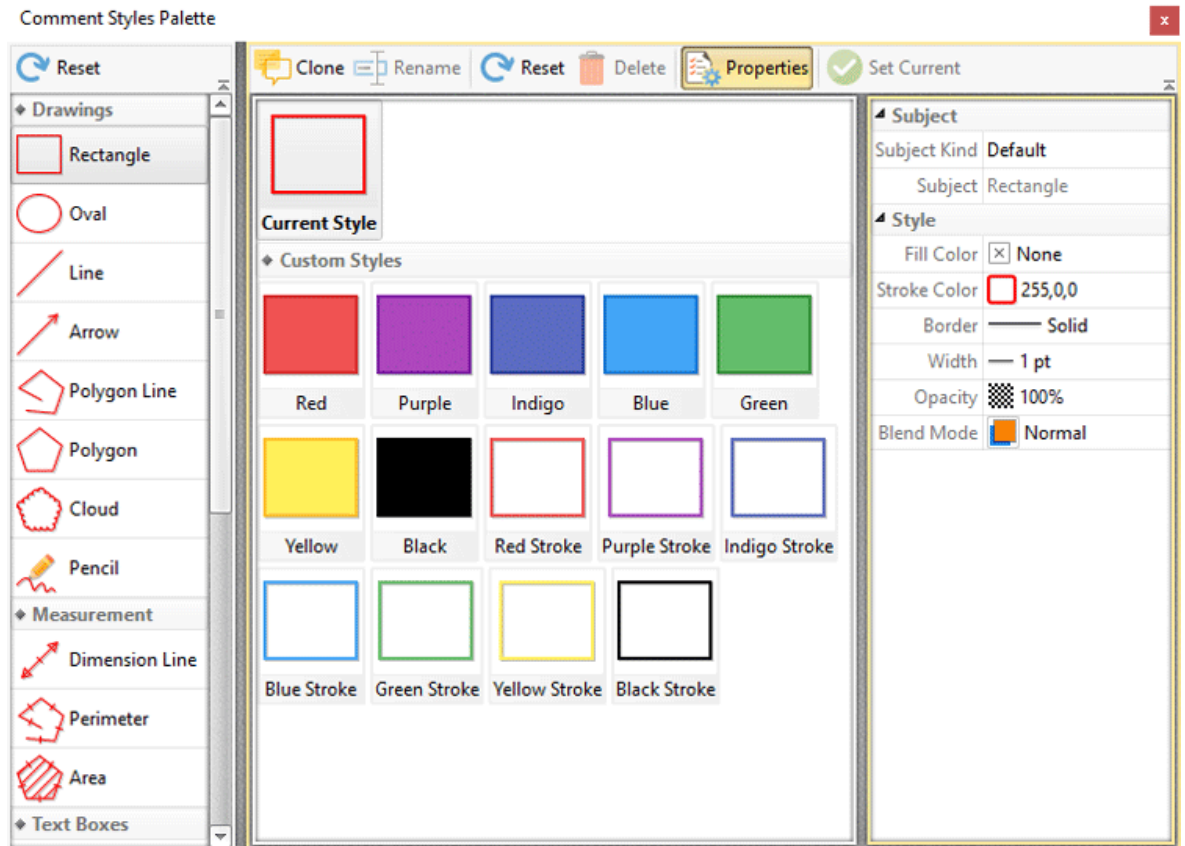 Comment Styles Palette
x
Reset
Drawings
Rectangle
Oval
Line
Arrow
Polygon Line
Polygon
Cloud
Pencil
Measurement
Dimension Line
Perimeter
Area
Text Boxes
Clone Rename Reset Delete Properties Set Current
Current Style
Custom Styles
Red Purple Indigo Blue Green
Yellow Black Red Stroke Purple Stroke Indigo Stroke
Blue Stroke Green Stroke Yellow Stroke Black Stroke
Subject
Subject Kind Default
Subject Rectangle
Style
Fill Color None
Stroke Color 255,0,0
Border Solid
Width 1 pt
Opacity 100%
Blend Mode Normal